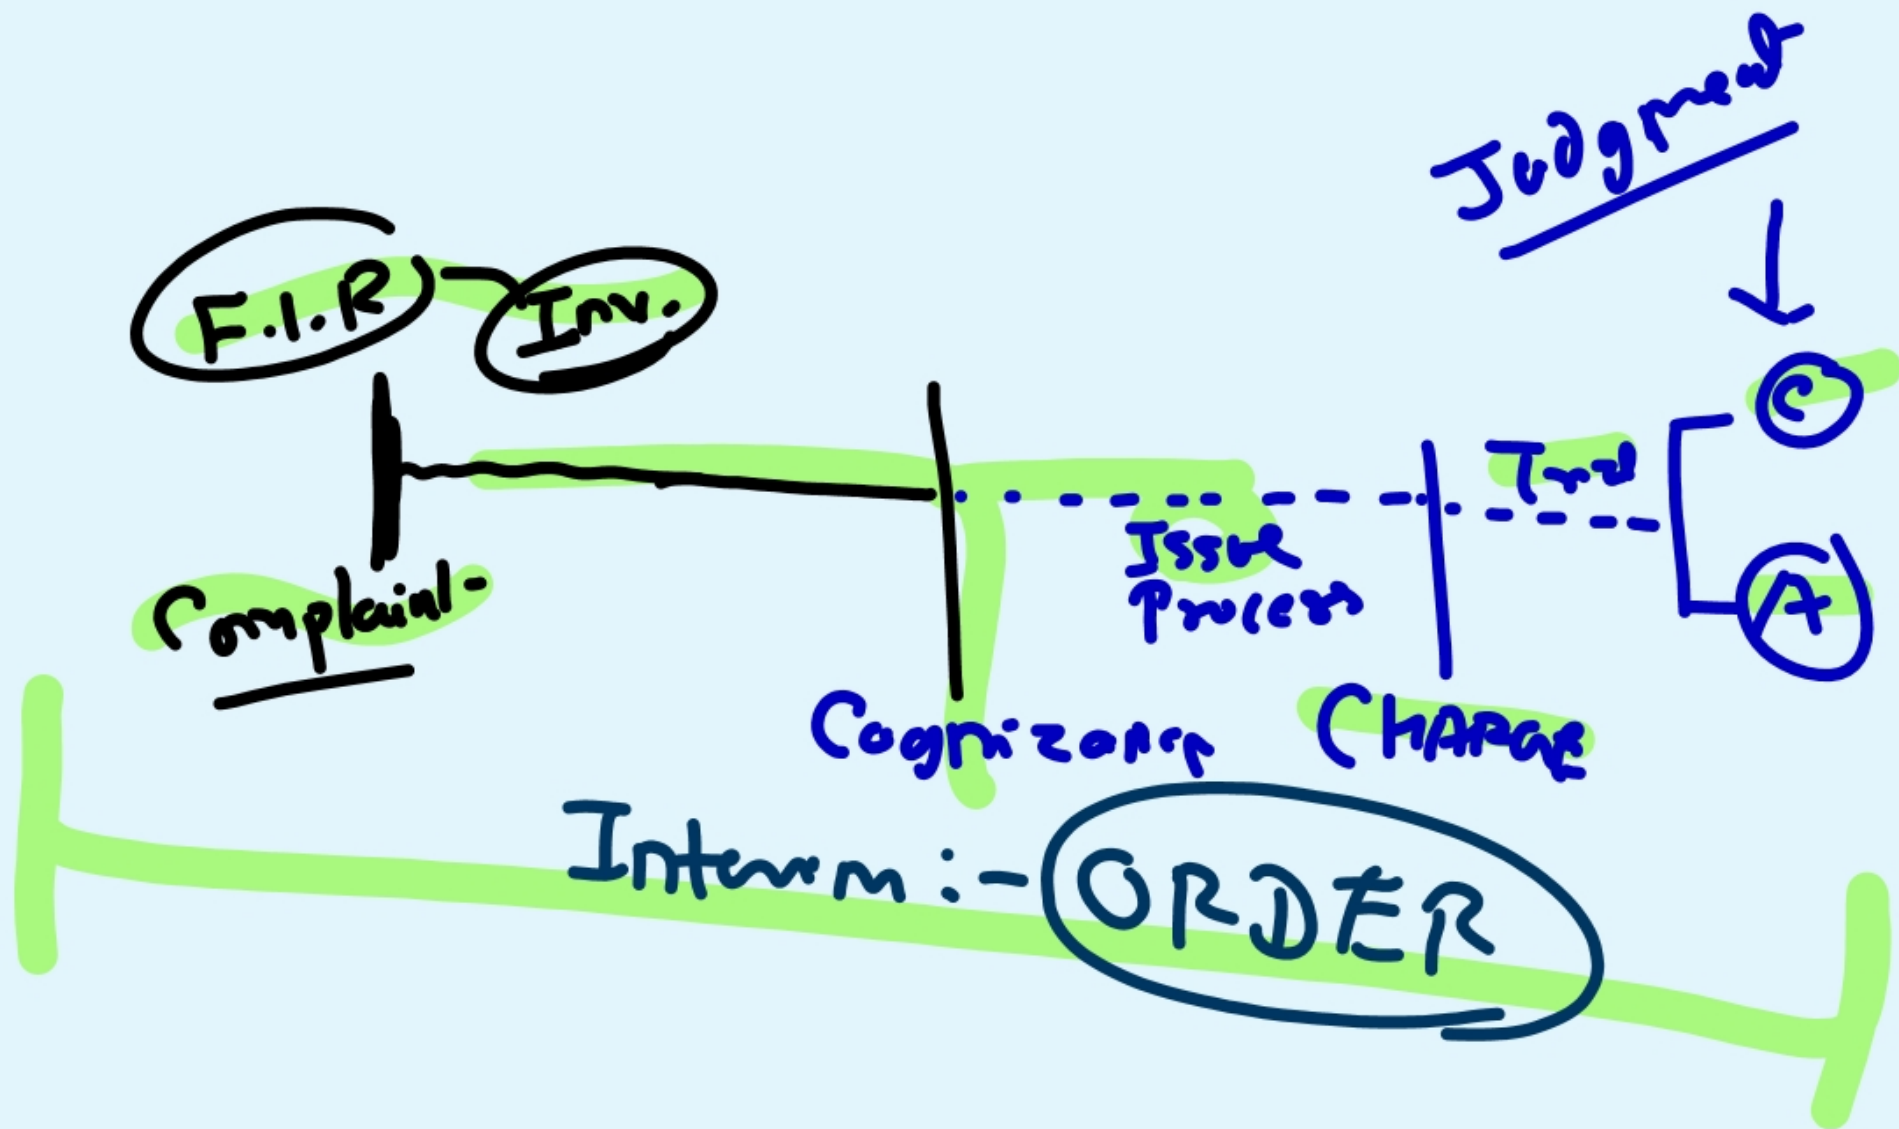 Judgment
F.I.R
Inv.
C
Trial
Issue
Process
A
Complaint
Cognizance
CHARGE
Interim :- ORDER